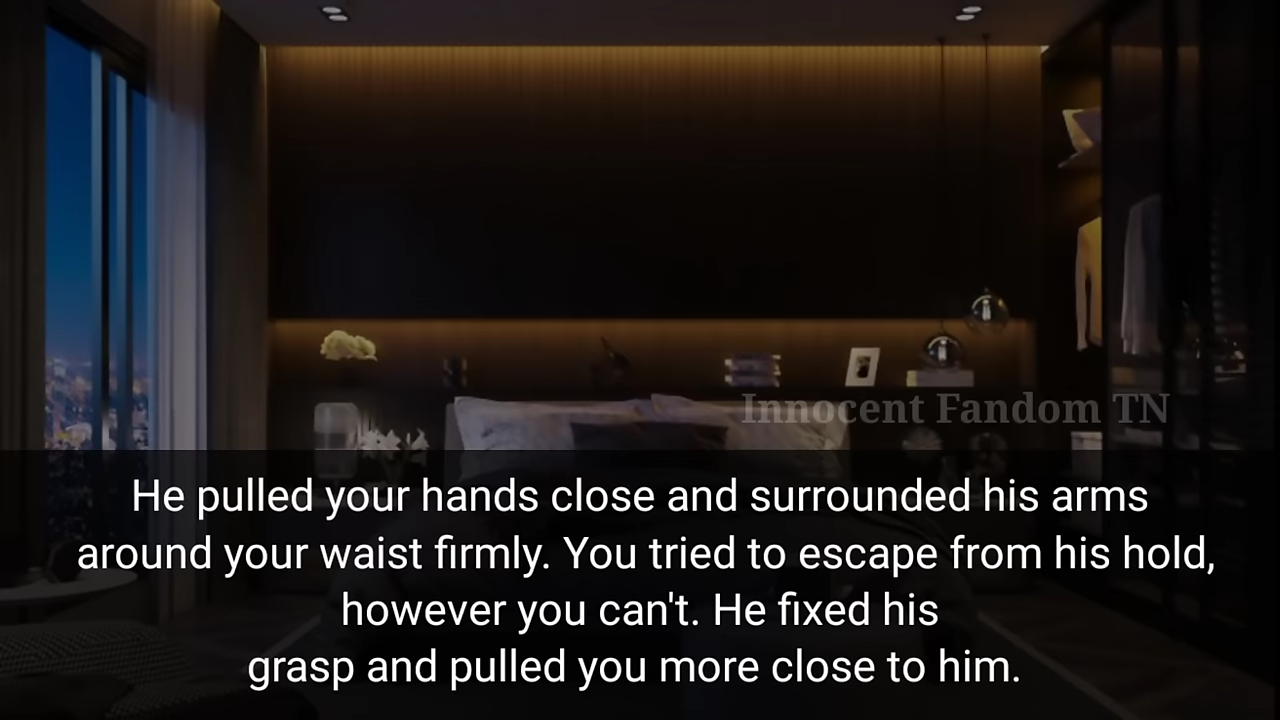 Innocent Fandom TN
He pulled your hands close and surrounded his arms
around your waist firmly. You tried to escape from his hold,
however you can't. He fixed his
grasp and pulled you more close to him.